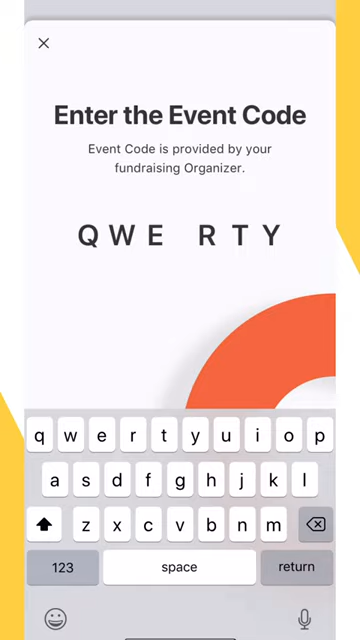 Enter the Event Code
Event Code is provided by your
fundraising Organizer.
QWE RTY
q w e r t y u i o p
a s d f g h j k l
z x c v b n m
123 space return